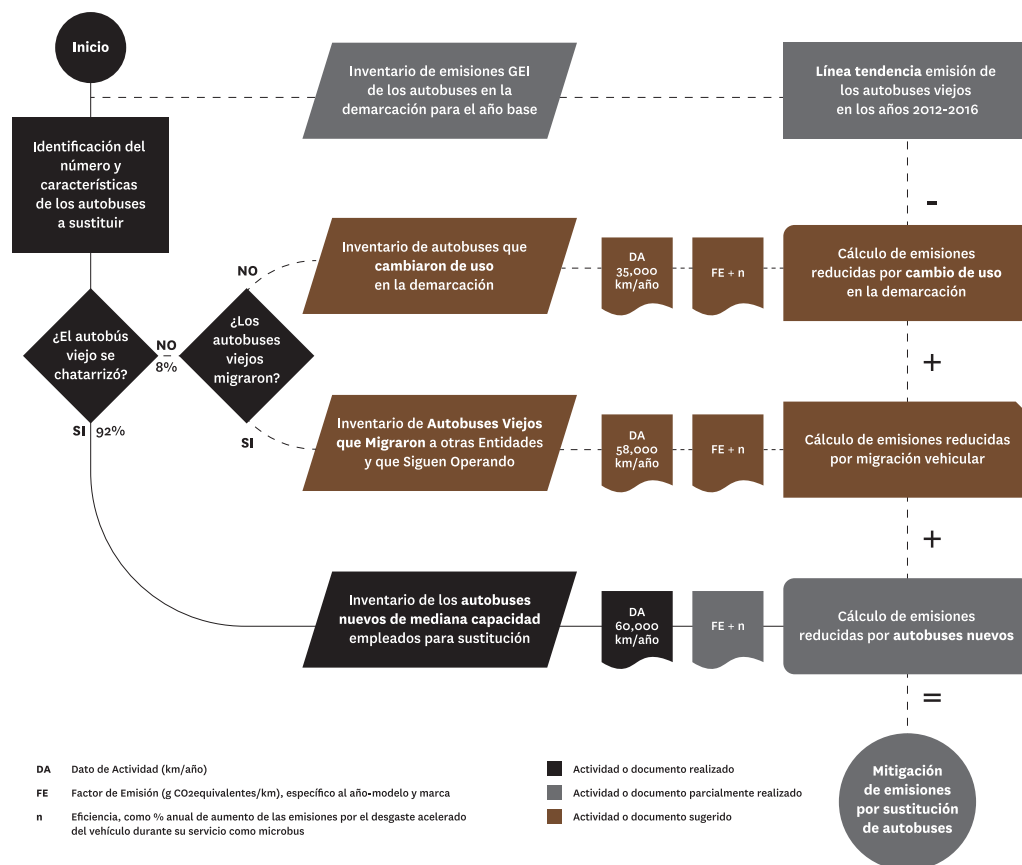 Inicio
Inventario de emisiones GEI
de los autobuses en la
demarcación para el año base
Línea tendencia emisión de
los autobuses viejos
en los años 2012-2016
Identificación del
número y
características
de los autobuses
a sustituir
-
NO
Inventario de autobuses que
cambiaron de uso
en la demarcación
DA
35,000
km/año
FE + n
Cálculo de emisiones
reducidas por cambio de uso
en la demarcación
¿El autobús
viejo se
chatarrizó?
NO
8%
¿Los
autobuses
viejos
migraron?
+
SI 92%
SI
Inventario de Autobuses Viejos
que Migraron a otras Entidades
y que Siguen Operando
DA
58,000
km/año
FE + n
Cálculo de emisiones reducidas
por migración vehicular
+
Inventario de los autobuses
nuevos de mediana capacidad
empleados para sustitución
DA
60,000
km/año
FE + n
Cálculo de emisiones
reducidas por autobuses nuevos
=
Mitigación
de emisiones
por sustitución
de autobuses
DA Dato de Actividad (km/año)
FE Factor de Emisión (g CO2equivalentes/km), específico al año-modelo y marca
n Eficiencia, como % anual de aumento de las emisiones por el desgaste acelerado
del vehículo durante su servicio como microbus
Actividad o documento realizado
Actividad o documento parcialmente realizado
Actividad o documento sugerido